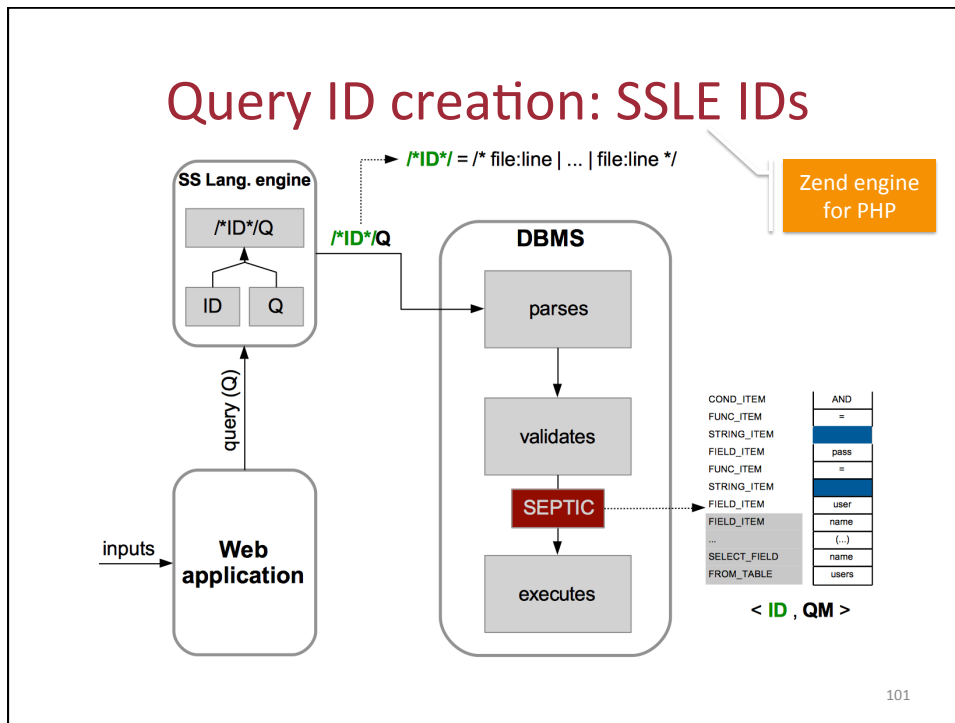 Query ID creation: SSLE IDs
/*ID*/ = /* file:line | ... | file:line */
Zend engine
for PHP
SS Lang. engine
/*ID*/Q
ID
Q
/*ID*/Q
query (Q)
inputs
Web
application
DBMS
parses
validates
SEPTIC
executes
COND_ITEM AND
FUNC_ITEM =
STRING_ITEM
FIELD_ITEM pass
FUNC_ITEM =
STRING_ITEM
FIELD_ITEM user
FIELD_ITEM name
... (...)
SELECT_FIELD name
FROM_TABLE users
< ID , QM >
101